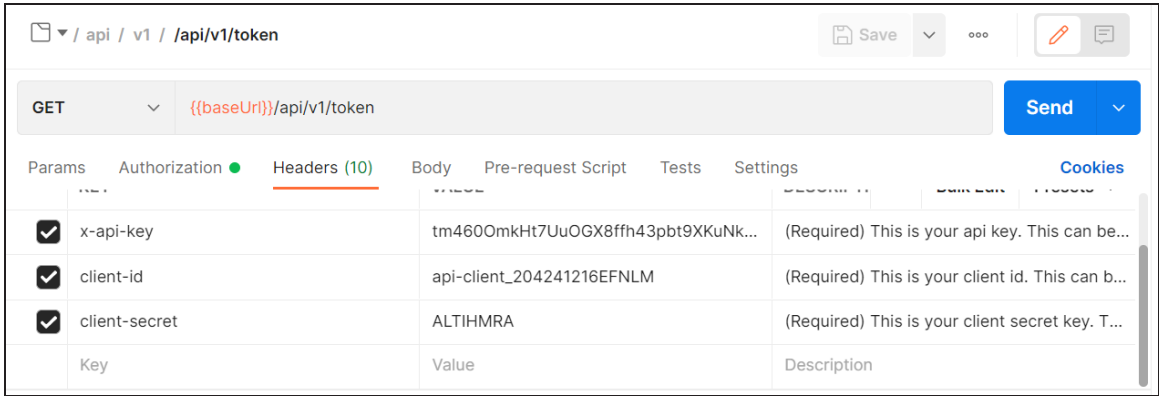 / api / v1 / /api/v1/token Save ooo
GET {{baseUrl}}/api/v1/token Send
Params Authorization Headers (10) Body Pre-request Script Tests Settings Cookies
x-api-key tm460OmkHt7UuOGX8ffh43pbt9XKuNk... (Required) This is your api key. This can be...
client-id api-client_204241216EFNLM (Required) This is your client id. This can b...
client-secret ALTIHMRA (Required) This is your client secret key. T...
Key Value Description